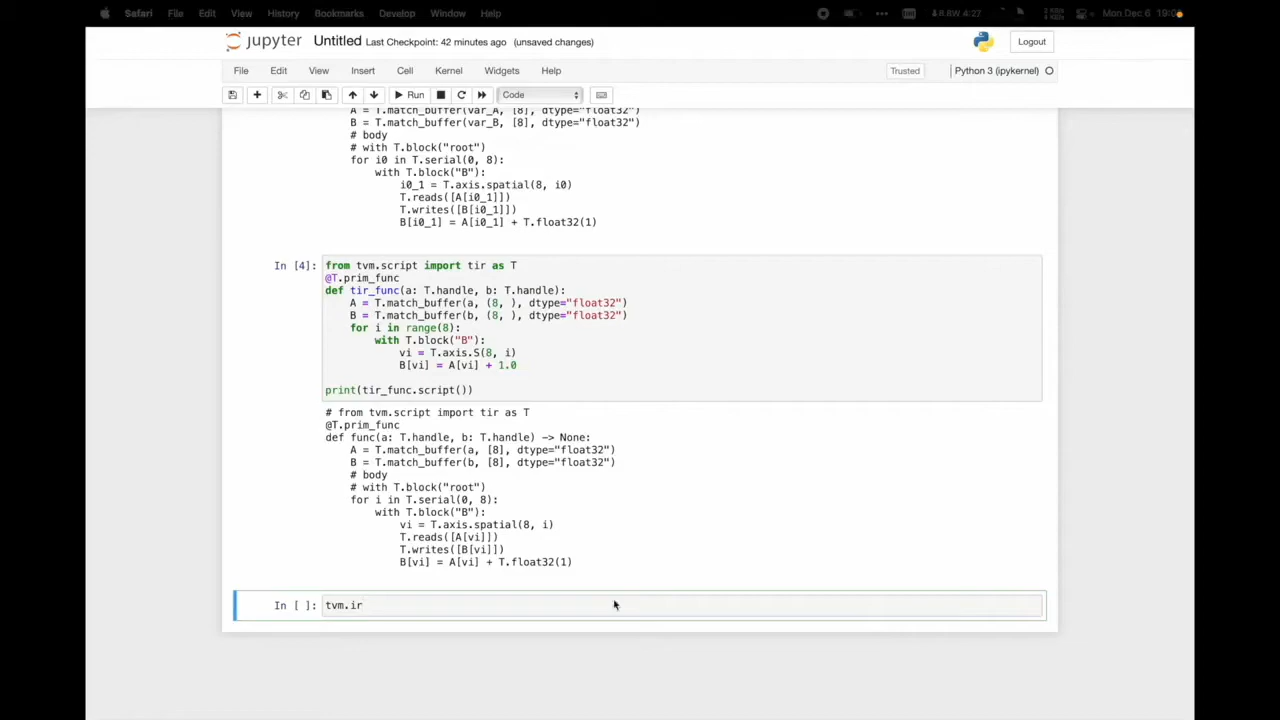 Safari File Edit View History Bookmarks Develop Window Help 8.8W 4:27 Mon Dec 6
jupyter Untitled Last Checkpoint: 42 minutes ago (unsaved changes) Logout
File Edit View Insert Cell Kernel Widgets Help Trusted Python 3 (ipykernel)
Run Code
A = T.match_buffer(var_A, [8], dtype="float32")
B = T.match_buffer(var_B, [8], dtype="float32")
# body
# with T.block("root")
for i0 in T.serial(0, 8):
with T.block("B"):
i0_1 = T.axis.spatial(8, i0)
T.reads([A[i0_1]])
T.writes([B[i0_1]])
B[i0_1] = A[i0_1] + T.float32(1)
In [4]: from tvm.script import tir as T
@T.prim_func
def tir_func(a: T.handle, b: T.handle):
A = T.match_buffer(a, (8, ), dtype="float32")
B = T.match_buffer(b, (8, ), dtype="float32")
for i in range(8):
with T.block("B"):
vi = T.axis.S(8, i)
B[vi] = A[vi] + 1.0
print(tir_func.script())
# from tvm.script import tir as T
@T.prim_func
def func(a: T.handle, b: T.handle) -> None:
A = T.match_buffer(a, [8], dtype="float32")
B = T.match_buffer(b, [8], dtype="float32")
# body
# with T.block("root")
for i in T.serial(0, 8):
with T.block("B"):
vi = T.axis.spatial(8, i)
T.reads([A[vi]])
T.writes([B[vi]])
B[vi] = A[vi] + T.float32(1)
In [ ]: tvm.ir